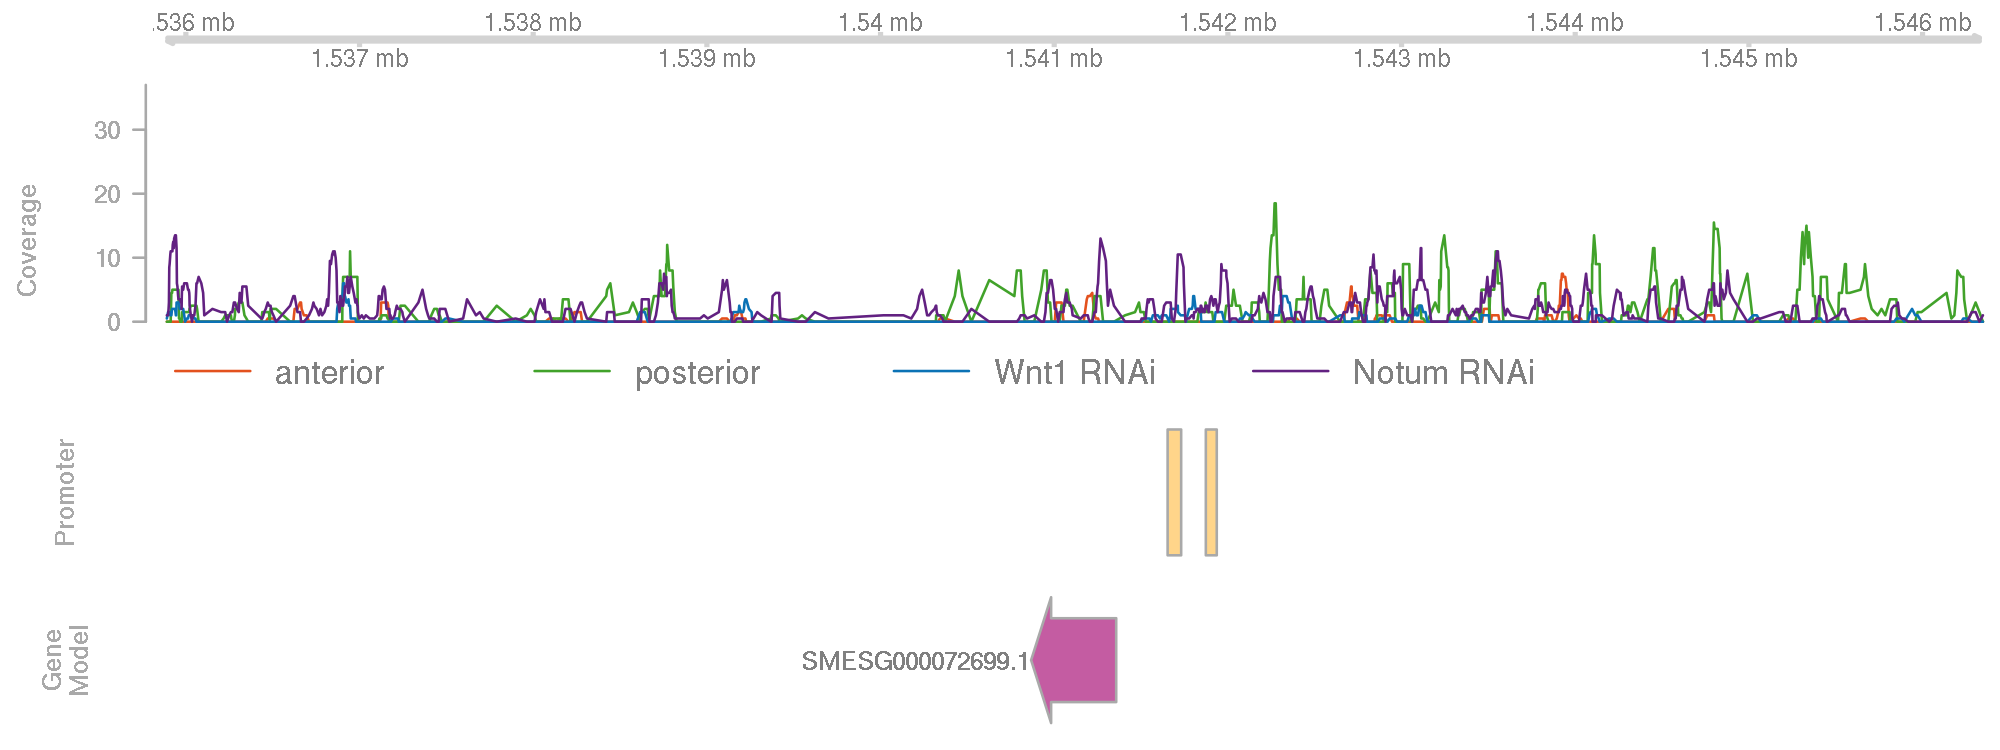 .536 mb 1.538 mb 1.54 mb 1.542 mb 1.544 mb 1.546 mb
1.537 mb 1.539 mb 1.541 mb 1.543 mb 1.545 mb
Coverage
30
20
10
0
anterior posterior Wnt1 RNAi Notum RNAi
Promoter
Gene
Model
SMESG000072699.1